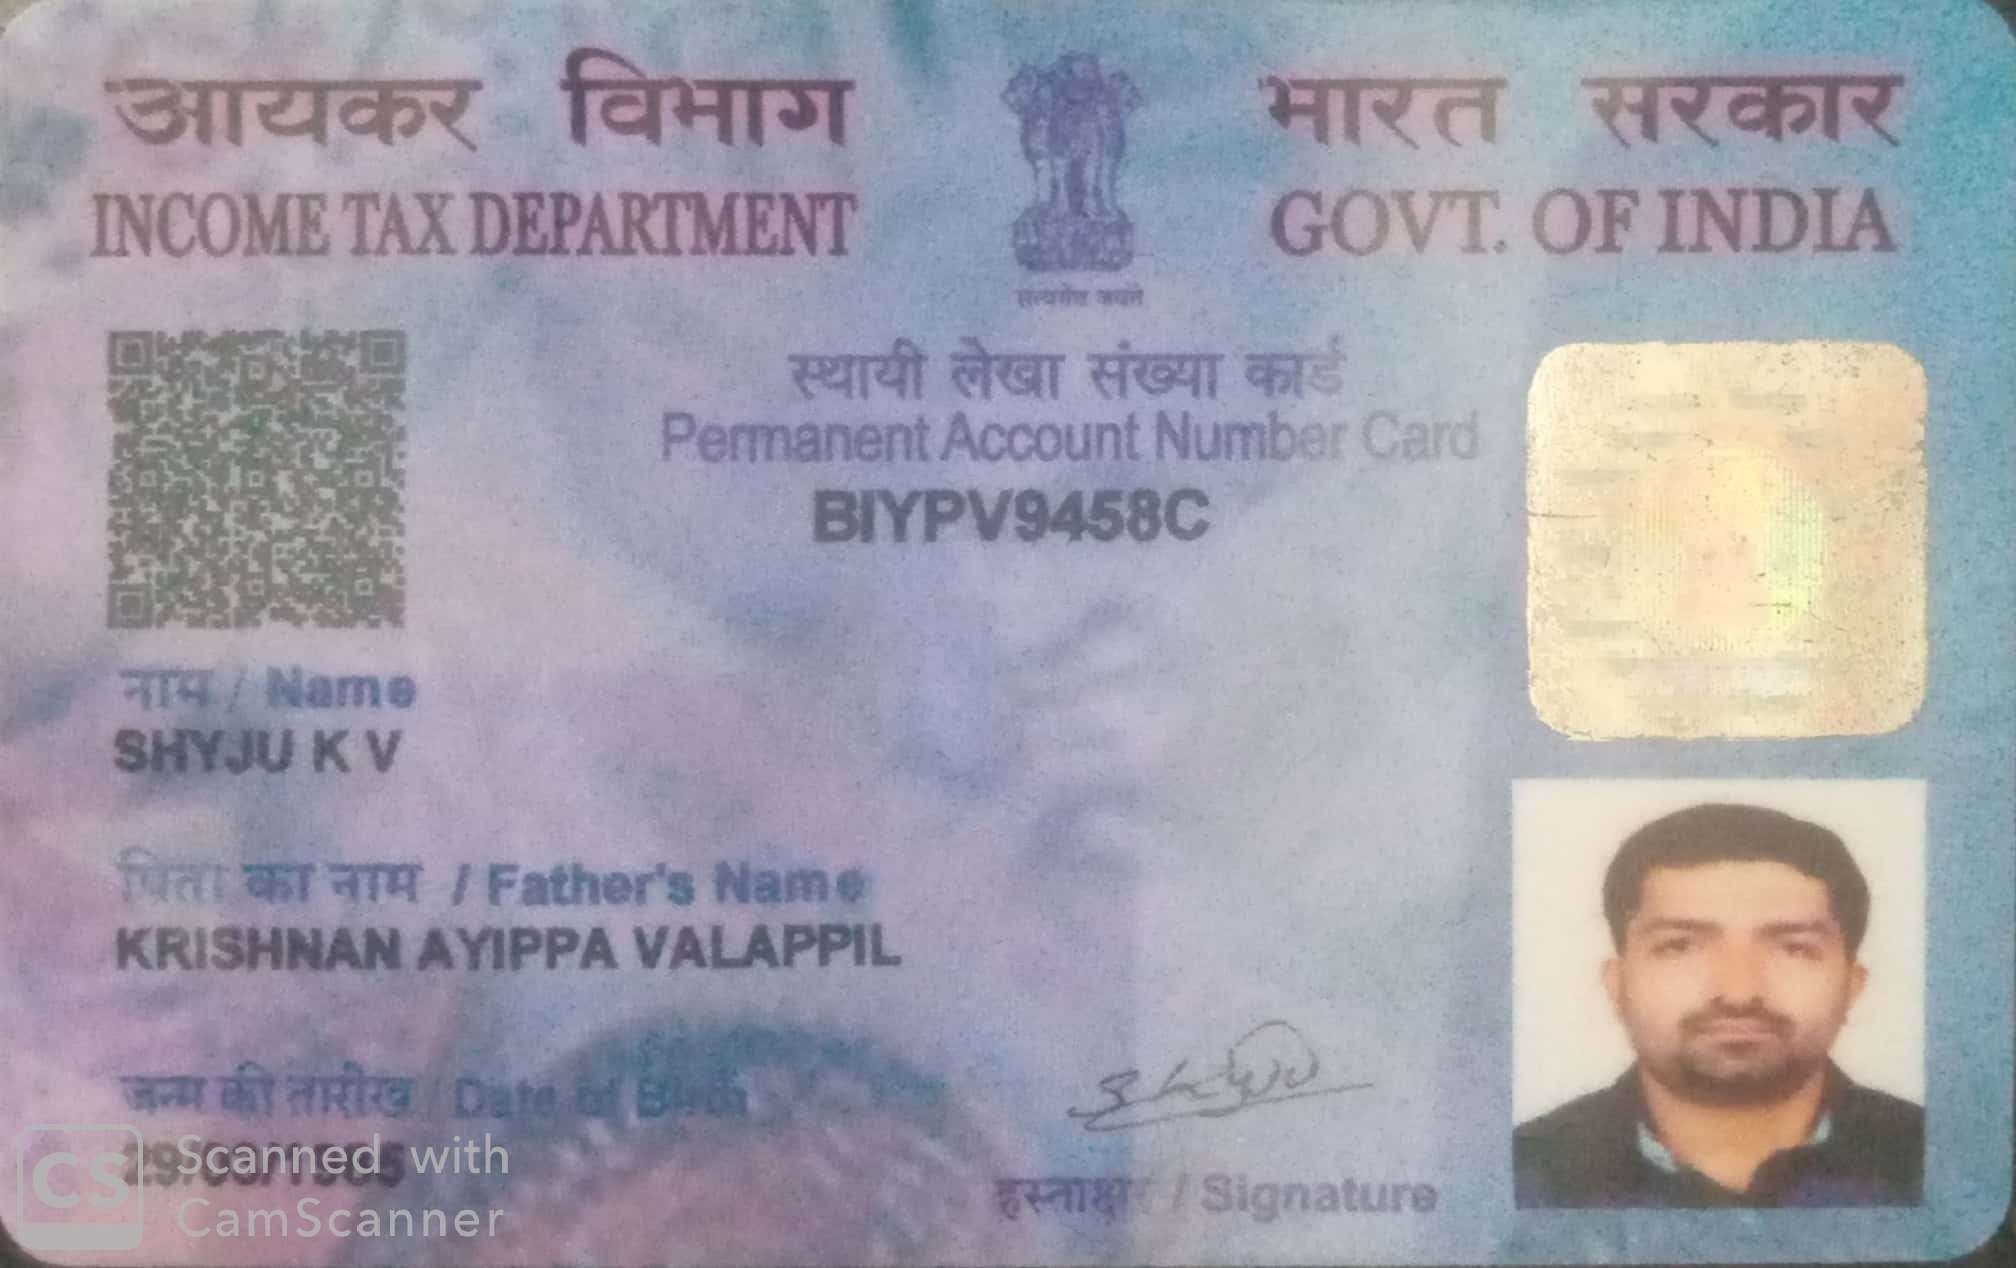 आयकर विभाग
INCOME TAX DEPARTMENT
भारत सरकार
GOVT. OF INDIA
सत्यमेव जयते
स्थायी लेखा संख्या कार्ड
Permanent Account Number Card
BIYPV9458C
नाम / Name
SHYJU K V
पिता का नाम / Father's Name
KRISHNAN AYIPPA VALAPPIL
जन्म की तारीख / Date of Birth
हस्ताक्षर / Signature
CS
Scanned with
CamScanner